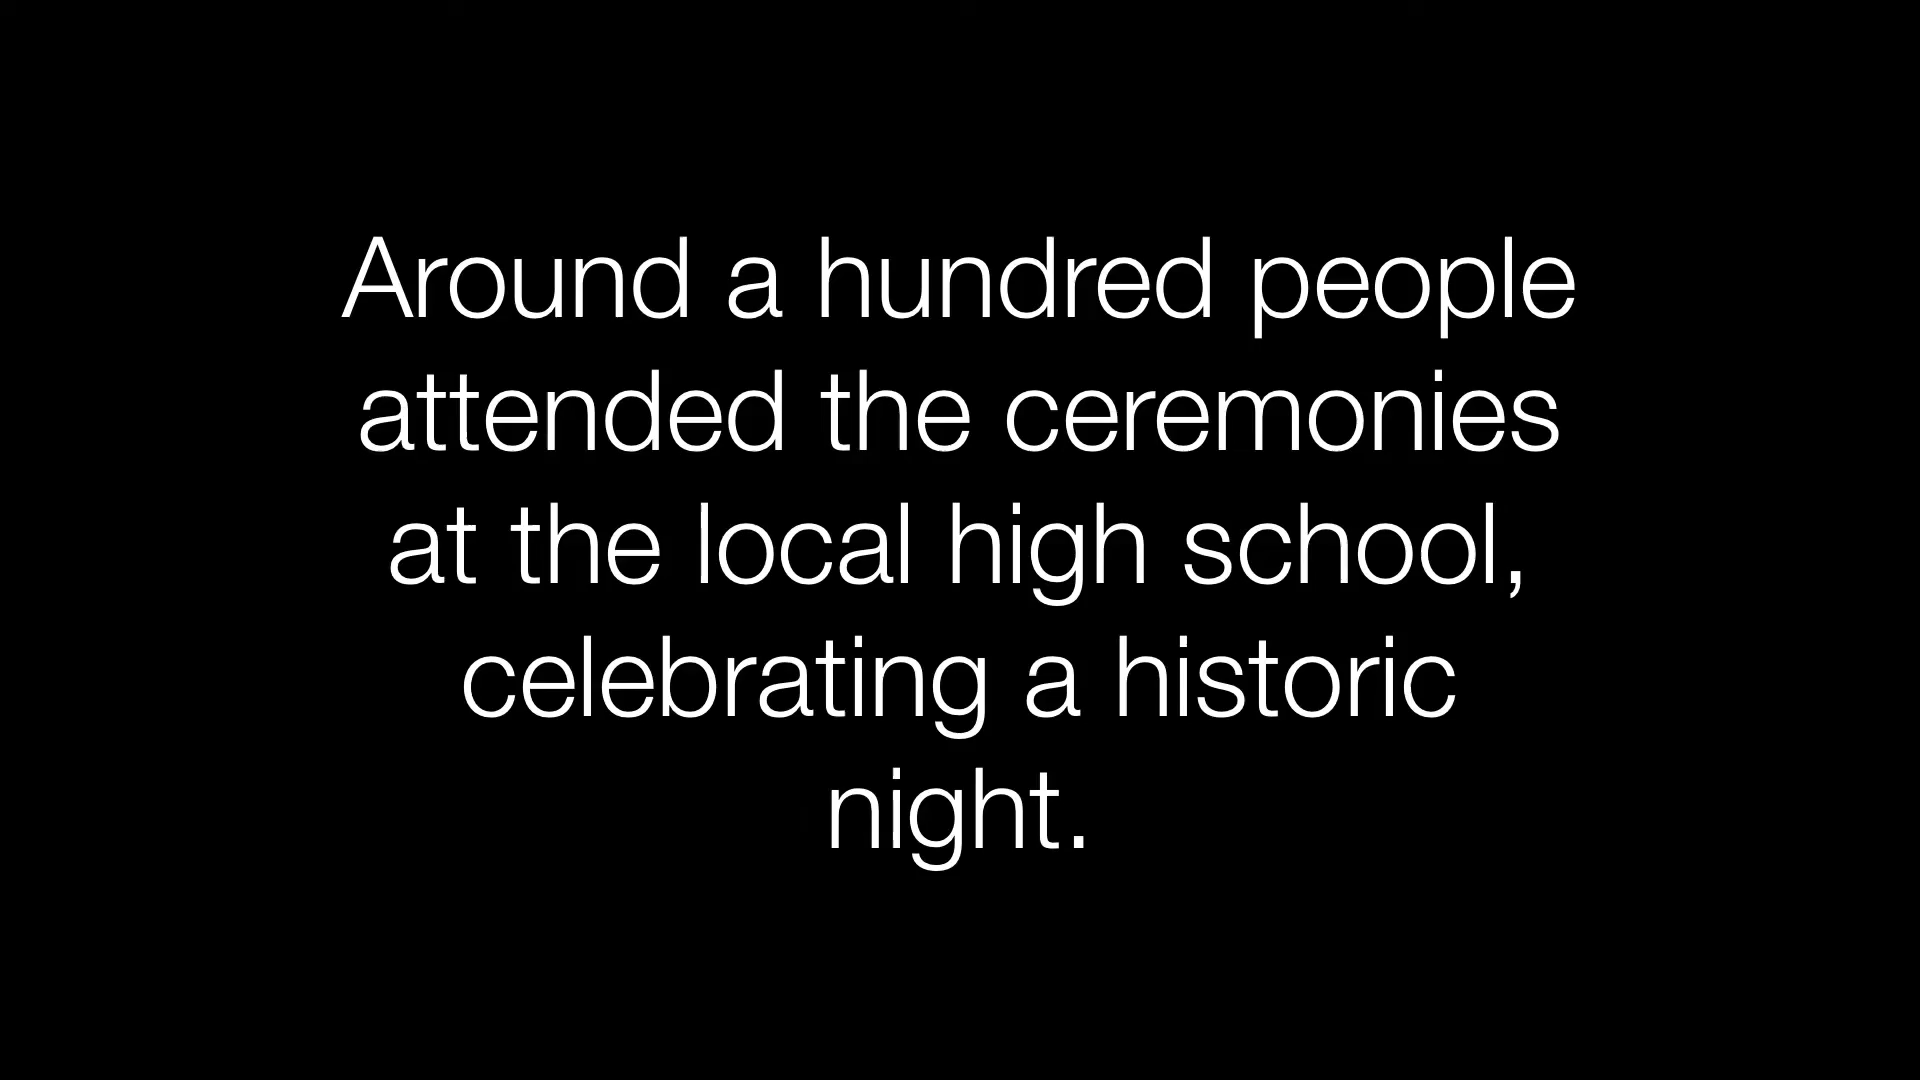 Around a hundred people
attended the ceremonies
at the local high school,
celebrating a historic
night.